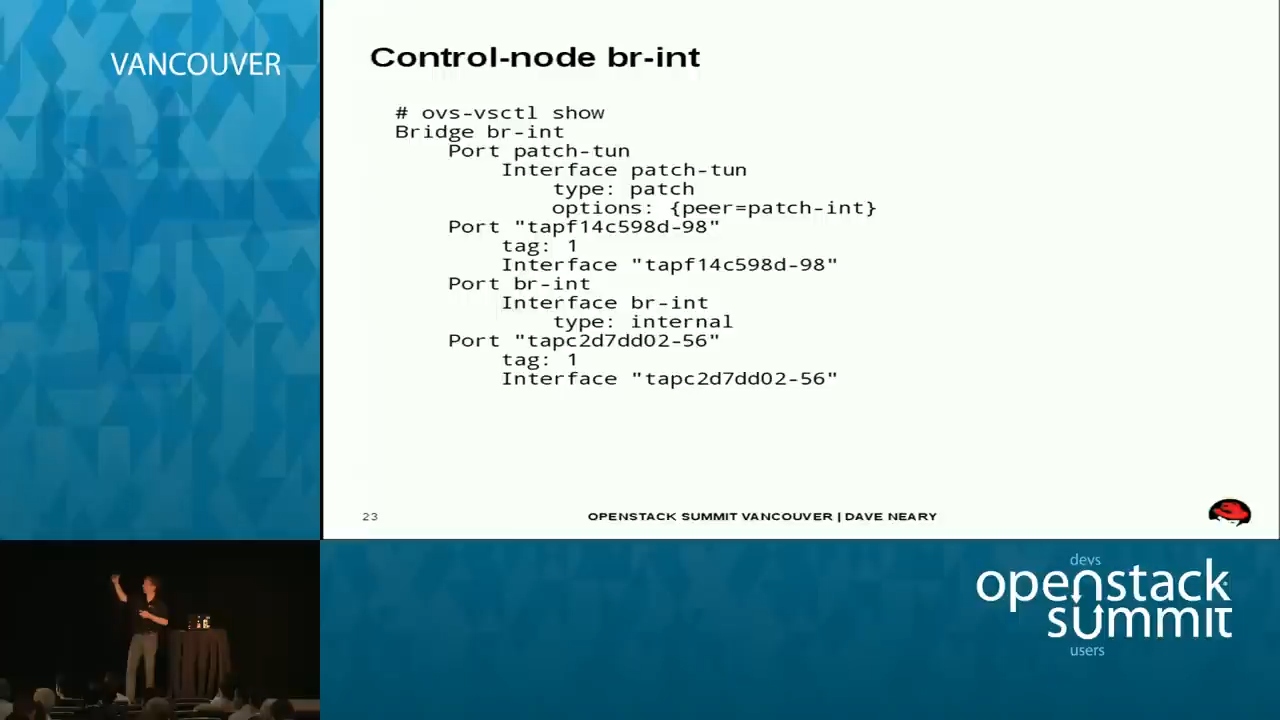 VANCOUVER
Control-node br-int
# ovs-vsctl show
Bridge br-int
Port patch-tun
Interface patch-tun
type: patch
options: {peer=patch-int}
Port "tapf14c598d-98"
tag: 1
Interface "tapf14c598d-98"
Port br-int
Interface br-int
type: internal
Port "tapc2d7dd02-56"
tag: 1
Interface "tapc2d7dd02-56"
23
OPENSTACK SUMMIT VANCOUVER | DAVE NEARY
devs
openstack
summit
users